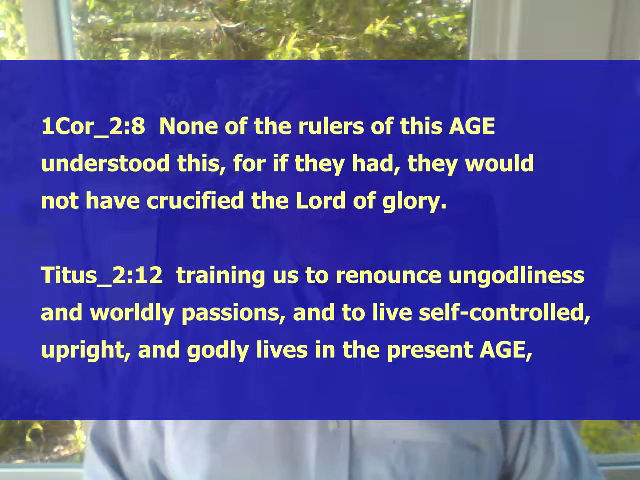 1Cor_2:8 None of the rulers of this AGE
understood this, for if they had, they would
not have crucified the Lord of glory.
Titus_2:12 training us to renounce ungodliness
and worldly passions, and to live self-controlled,
upright, and godly lives in the present AGE,